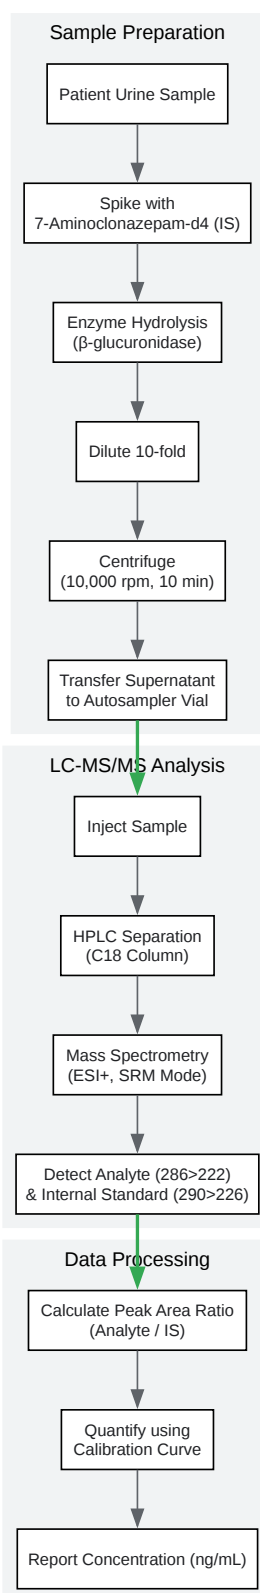 Sample Preparation
Patient Urine Sample
Spike with
7-Aminoclonazepam-d4 (IS)
Enzyme Hydrolysis
(β-glucuronidase)
Dilute 10-fold
Centrifuge
(10,000 rpm, 10 min)
Transfer Supernatant
to Autosampler Vial
LC-MS/MS Analysis
Inject Sample
HPLC Separation
(C18 Column)
Mass Spectrometry
(ESI+, SRM Mode)
Detect Analyte (286>222)
& Internal Standard (290>226)
Data Processing
Calculate Peak Area Ratio
(Analyte / IS)
Quantify using
Calibration Curve
Report Concentration (ng/mL)